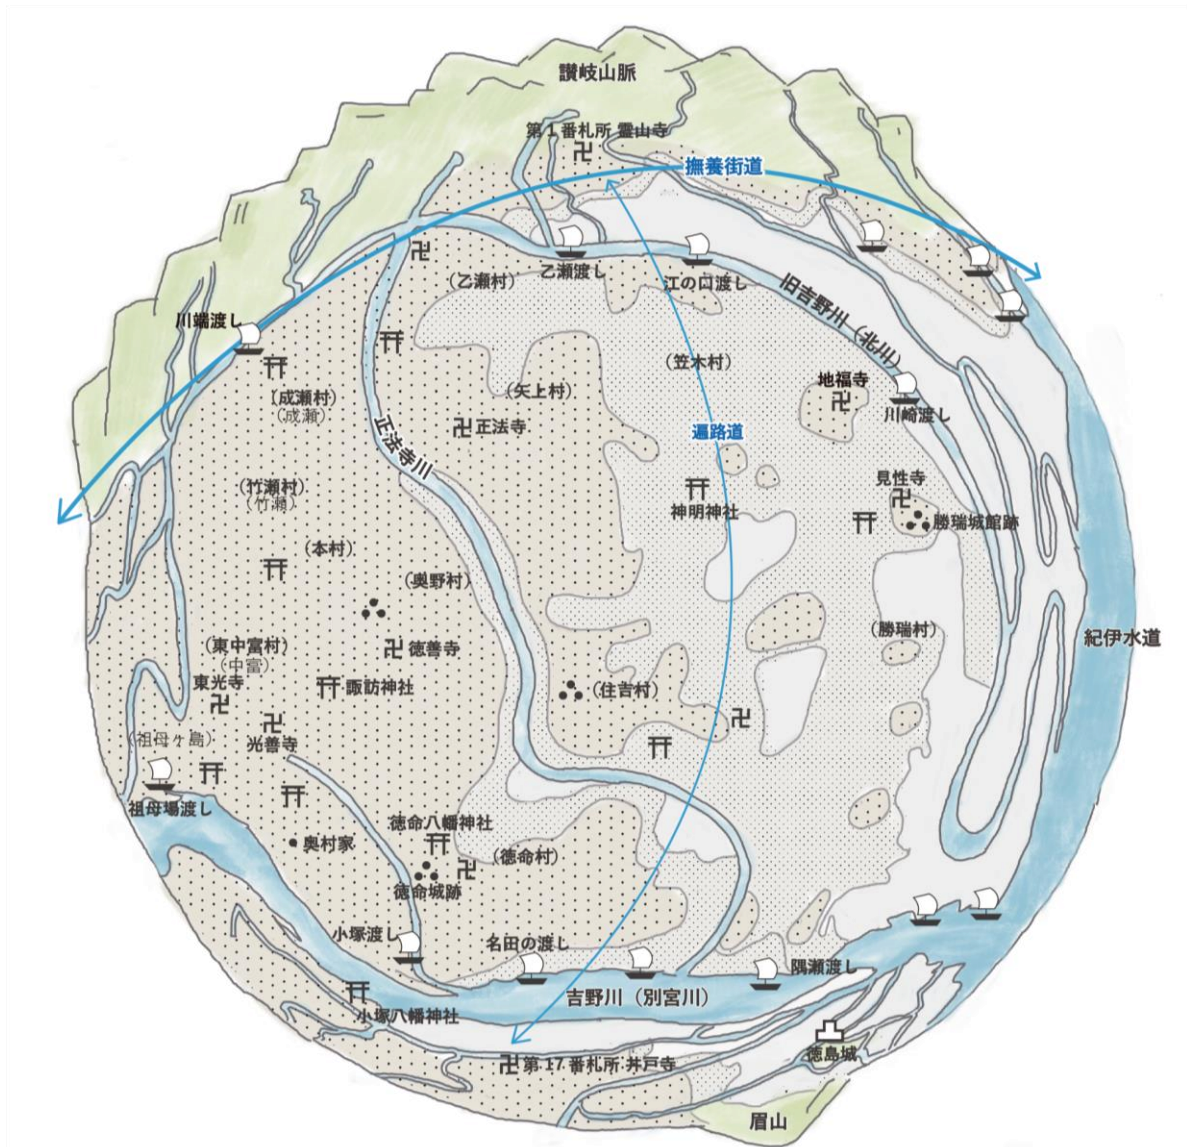 讃岐山脈
第1番札所 霊山寺
撫養街道
乙瀬渡し
江の口渡し
(乙瀬村)
旧吉野川(北川)
川端渡し
(笠木村)
(成瀬村)
(成瀬)
(矢上村)
地福寺
川崎渡し
正法寺
正法寺川
遍路道
(竹瀬村)
(竹瀬)
見性寺
神明神社
勝瑞城館跡
(本村)
(奥野村)
(勝瑞村)
紀伊水道
(東中富村)
(中富)
徳善寺
東光寺
諏訪神社
(住吉村)
(祖母ヶ島)
光善寺
祖母場渡し
徳命八幡神社
奥村家
(徳命村)
徳命城跡
小塚渡し
名田の渡し
隅瀬渡し
吉野川(別宮川)
小塚八幡神社
徳島城
第17番札所 井戸寺
眉山